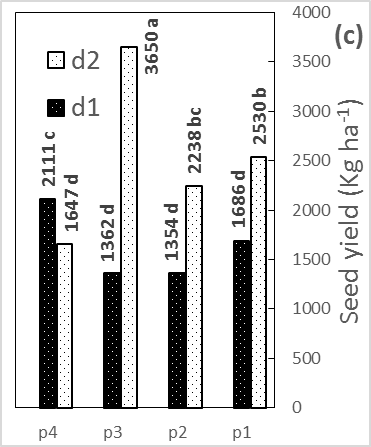 (c)
d2
d1
2111 c
1647 d
1362 d
3650 a
1354 d
2238 bc
1686 d
2530 b
4000
3500
3000
2500
2000
1500
1000
500
0
Seed yield (Kg ha⁻¹)
p4 p3 p2 p1